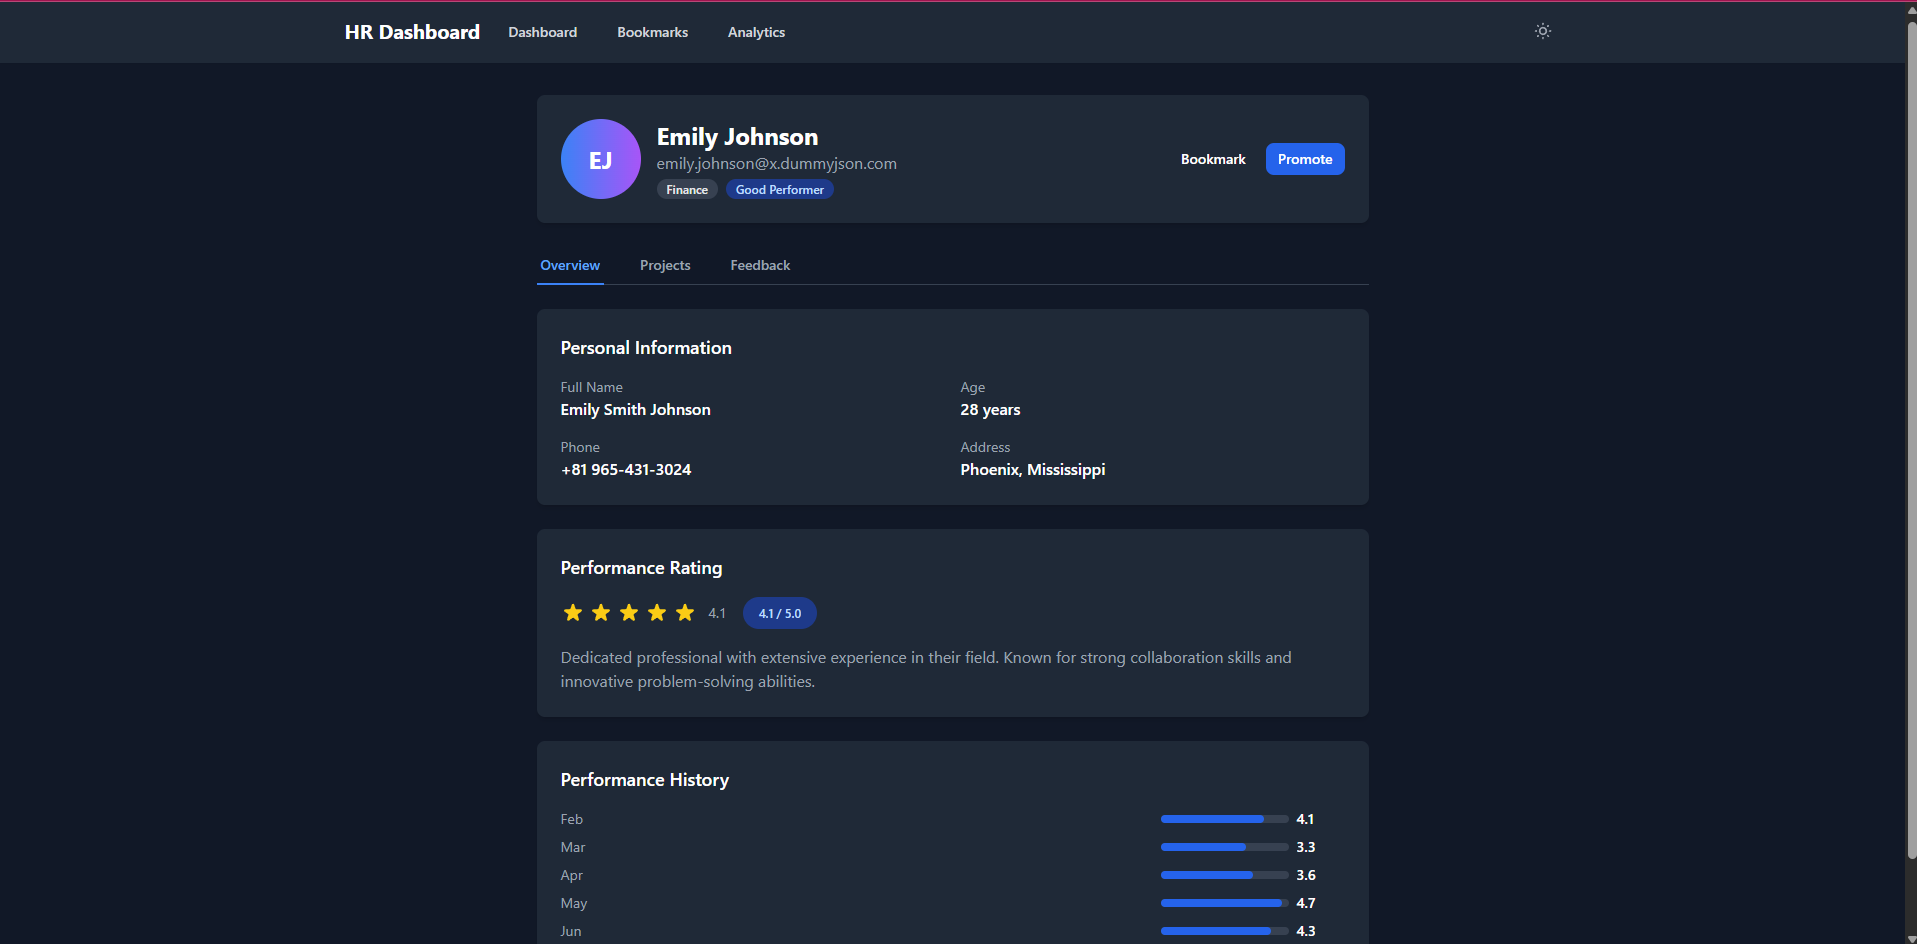 HR Dashboard Dashboard Bookmarks Analytics
EJ
Emily Johnson
emily.johnson@x.dummyjson.com
Finance Good Performer
Bookmark Promote
Overview Projects Feedback
Personal Information
Full Name
Emily Smith Johnson
Age
28 years
Phone
+81 965-431-3024
Address
Phoenix, Mississippi
Performance Rating
4.1 4.1 / 5.0
Dedicated professional with extensive experience in their field. Known for strong collaboration skills and
innovative problem-solving abilities.
Performance History
Feb 4.1
Mar 3.3
Apr 3.6
May 4.7
Jun 4.3